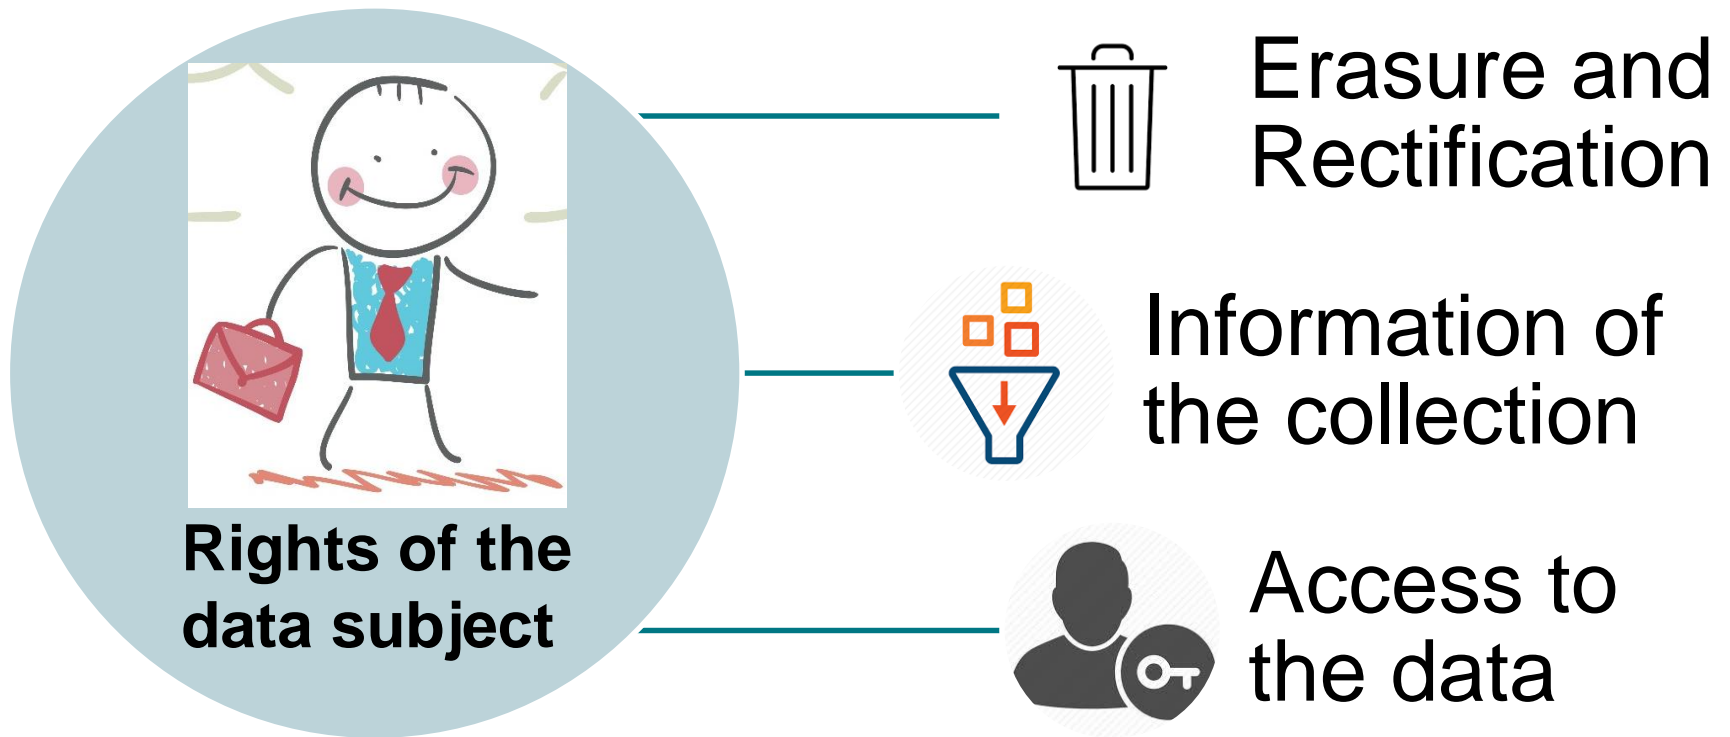 Rights of the
data subject
Erasure and
Rectification
Information of
the collection
Access to
the data